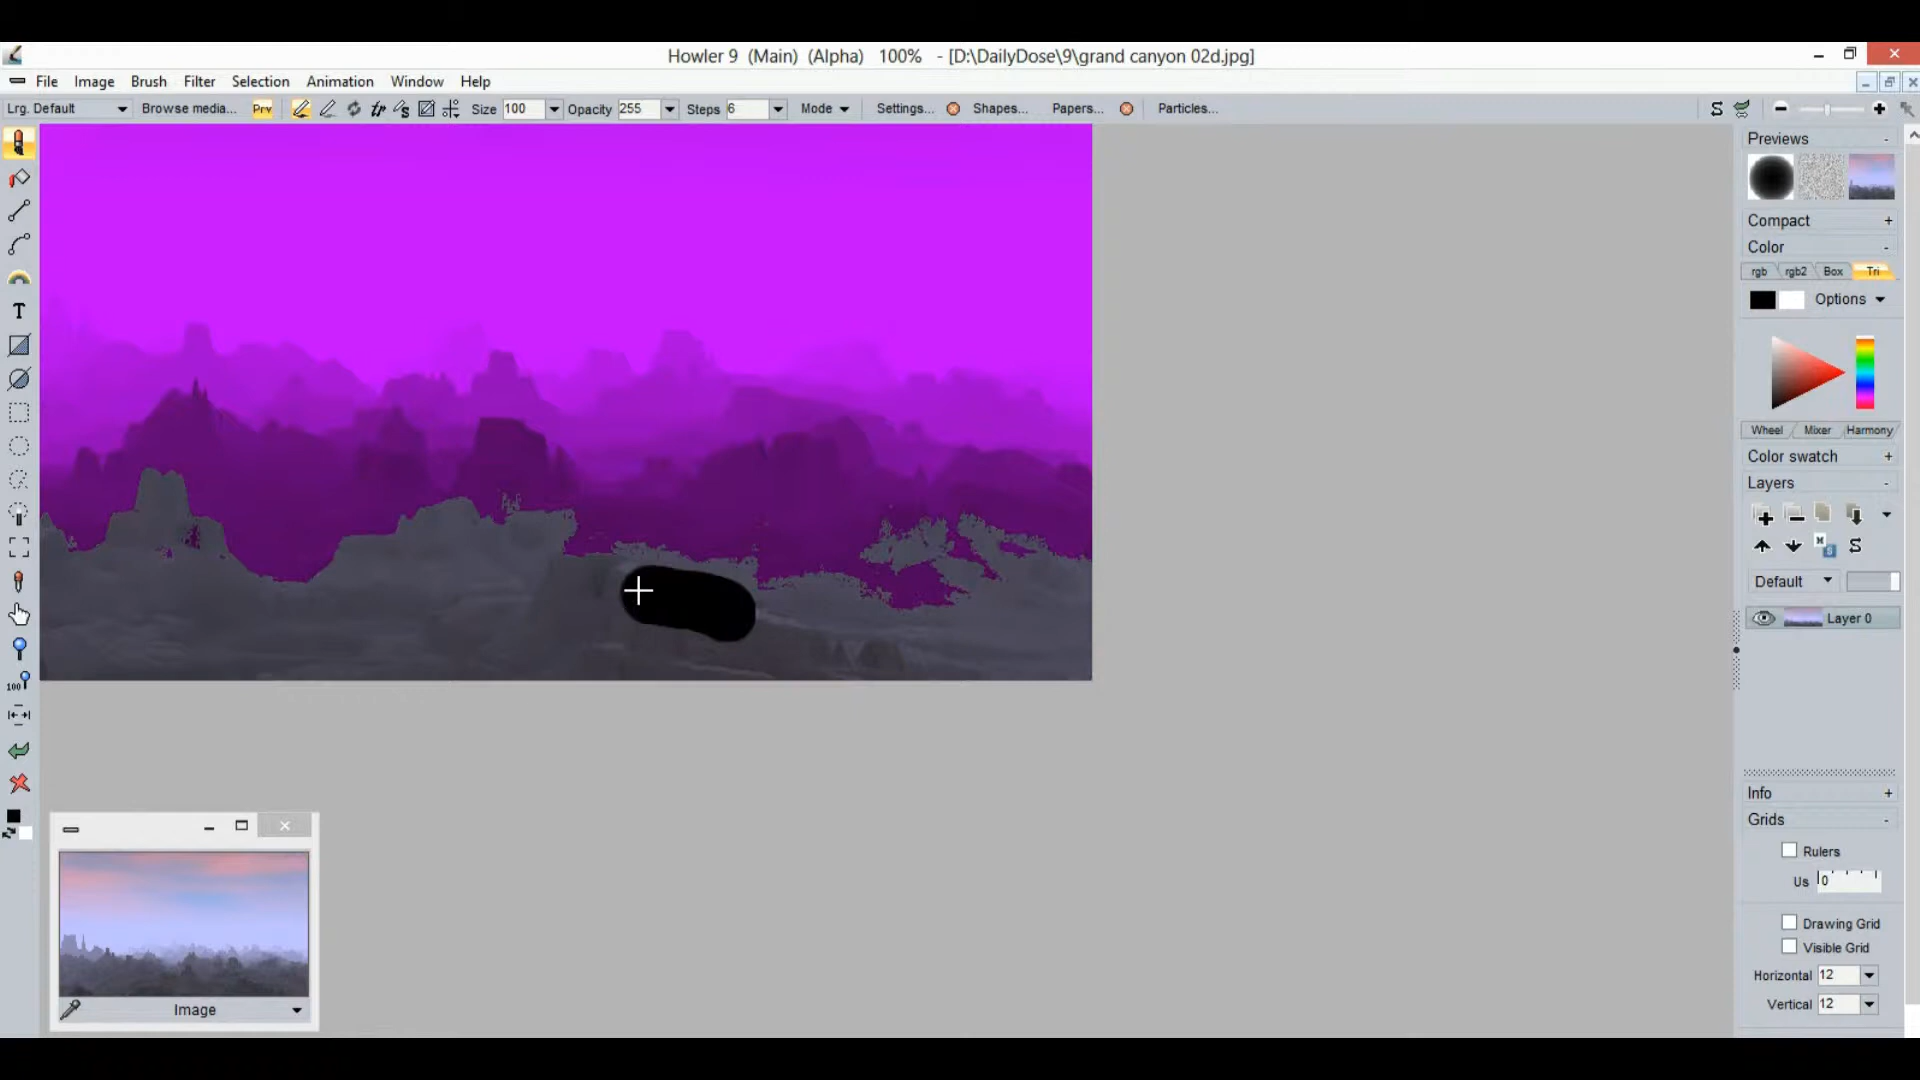 Howler 9 (Main) (Alpha) 100% - [D:\DailyDose\9\grand canyon 02d.jpg]
File Image Brush Filter Selection Animation Window Help
Lrg. Default Browse media... Prv Size 100 Opacity 255 Steps 6 Mode Settings... Shapes... Papers... Particles...
Previews -
Compact +
Color -
rgb rgb2 Box Tri
Options
Wheel Mixer Harmony
Color swatch +
Layers -
Default
Layer 0
T
100
Info +
Grids -
Rulers
Us 0
Drawing Grid
Visible Grid
Horizontal 12
Vertical 12
Image